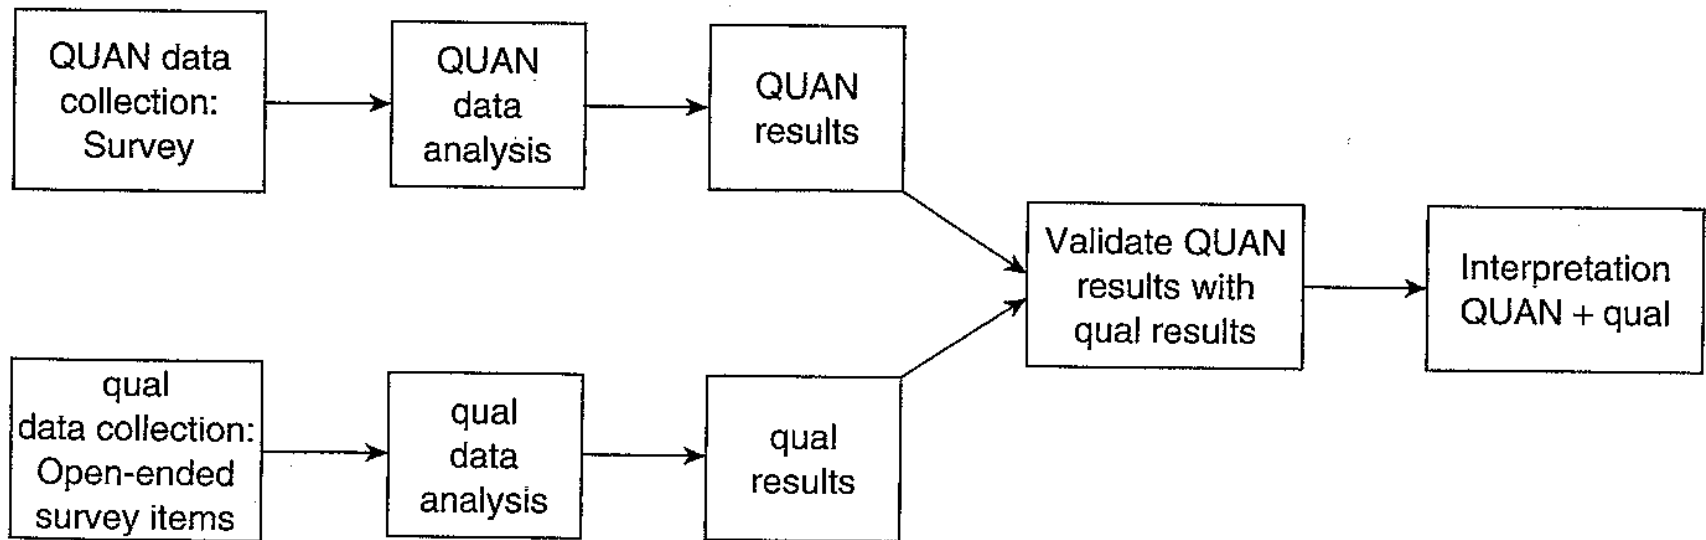 QUAN data
collection:
Survey
QUAN
data
analysis
QUAN
results
Validate QUAN
results with
qual results
Interpretation
QUAN + qual
qual
data collection:
Open-ended
survey items
qual
data
analysis
qual
results